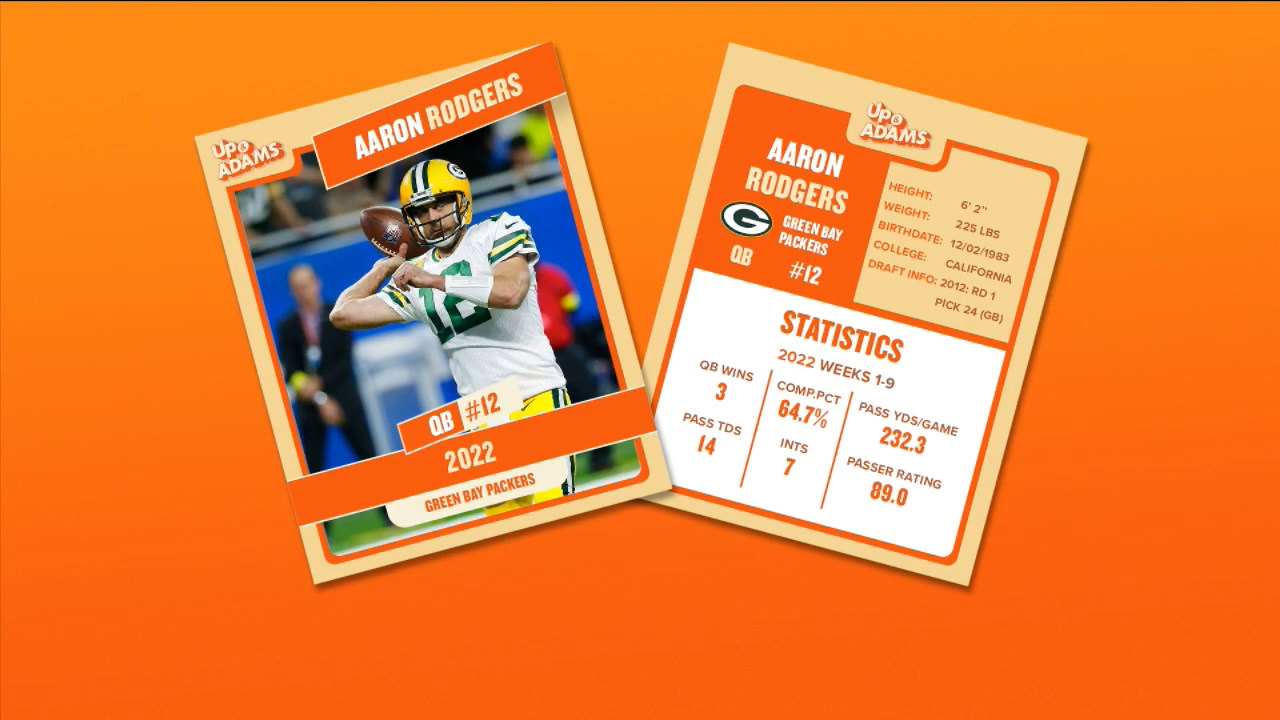 Up &
ADAMS
AARON RODGERS
G
12
QB #12
2022
GREEN BAY PACKERS
Up &
ADAMS
AARON
RODGERS
G
GREEN BAY
PACKERS
QB
#12
HEIGHT: 6' 2"
WEIGHT: 225 LBS
BIRTHDATE: 12/02/1983
COLLEGE: CALIFORNIA
DRAFT INFO: 2012: RD 1
PICK 24 (GB)
STATISTICS
2022 WEEKS 1-9
QB WINS
3
PASS TDS
14
COMP.PCT
64.7%
INTS
7
PASS YDS/GAME
232.3
PASSER RATING
89.0